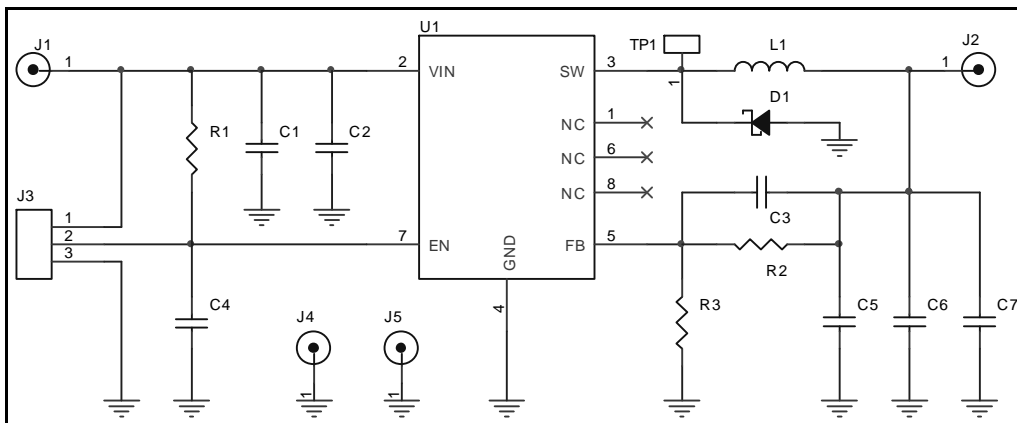 U1
J1
TP1
L1
J2
1
2
VIN
SW
3
1
1
D1
R1
C1
C2
NC
1
NC
6
NC
8
J3
1
2
3
7
EN
GND
FB
5
C3
R2
4
C4
J4
J5
R3
C5
C6
C7
1
1